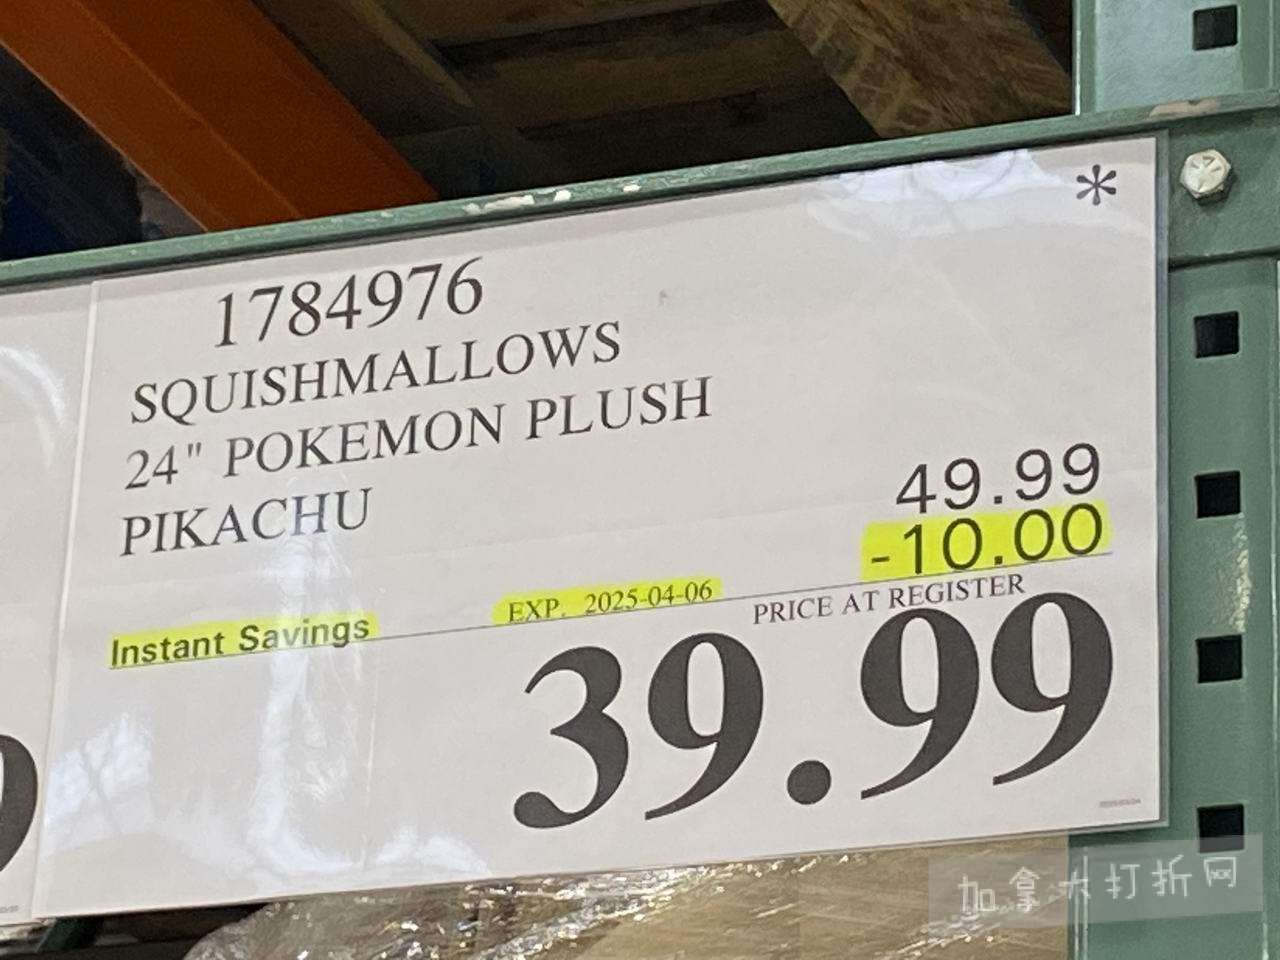 *
1784976
SQUISHMALLOWS
24" POKEMON PLUSH
PIKACHU
49.99
-10.00
Instant Savings
EXP. 2025-04-06
PRICE AT REGISTER
39.99
加拿大打折网